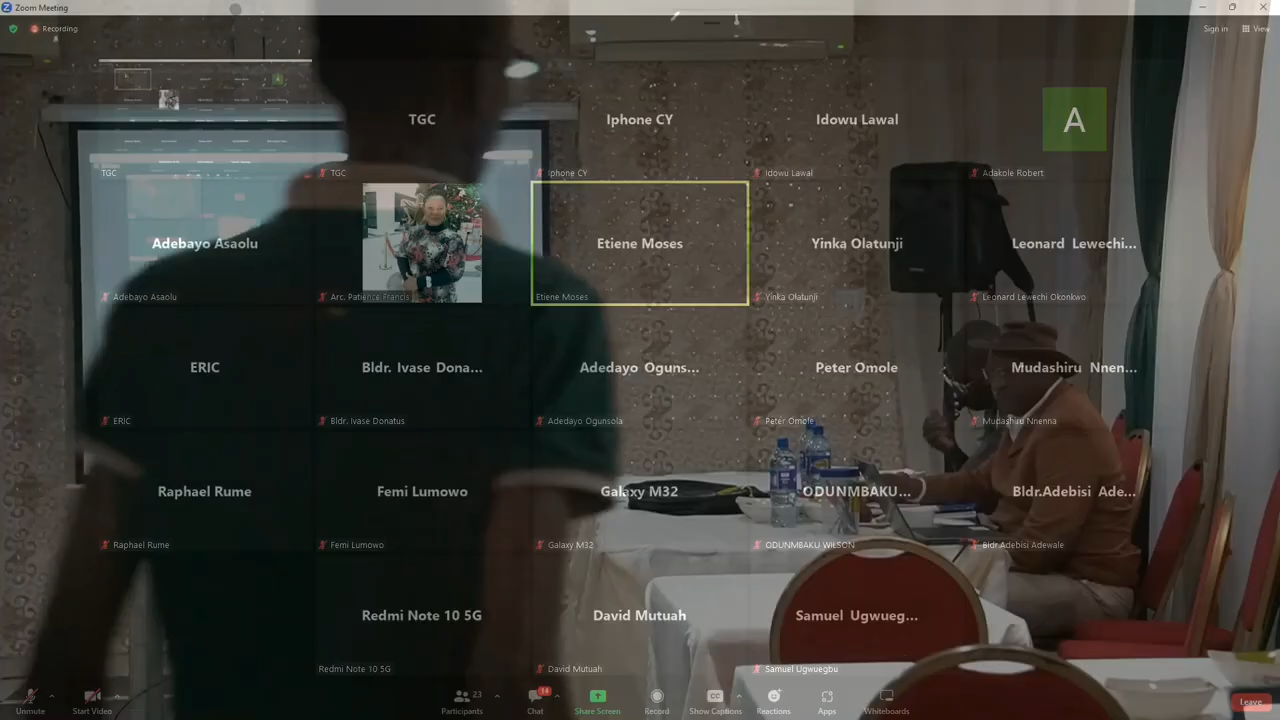 Zoom Meeting
Recording
Sign in
View
TGC
Iphone CY
Idowu Lawal
A
TGC
TGC
Iphone CY
Idowu Lawal
Adakole Robert
Adebayo Asaolu
Etiene Moses
Yinka Olatunji
Leonard Lewechi...
Adebayo Asaolu
Arc. Patience Francis
Etiene Moses
Yinka Olatunji
Leonard Lewechi Okonkwo
ERIC
Bldr. Ivase Dona...
Adedayo Oguns...
Peter Omole
Mudashiru Nnen...
ERIC
Bldr. Ivase Donatus
Adedayo Ogunsola
Peter Omole
Mudashiru Nnenna
Raphael Rume
Femi Lumowo
Galaxy M32
ODUNMBAKU...
Bldr.Adebisi Ade...
Raphael Rume
Femi Lumowo
Galaxy M32
ODUNMBAKU WILSON
Bldr.Adebisi Adewale
Redmi Note 10 5G
David Mutuah
Samuel Ugwueg...
Redmi Note 10 5G
David Mutuah
Samuel Ugwuegbu
Unmute
Start Video
Participants
23
Chat
14
Share Screen
Record
CC
Show Captions
Reactions
Apps
Whiteboards
Leave